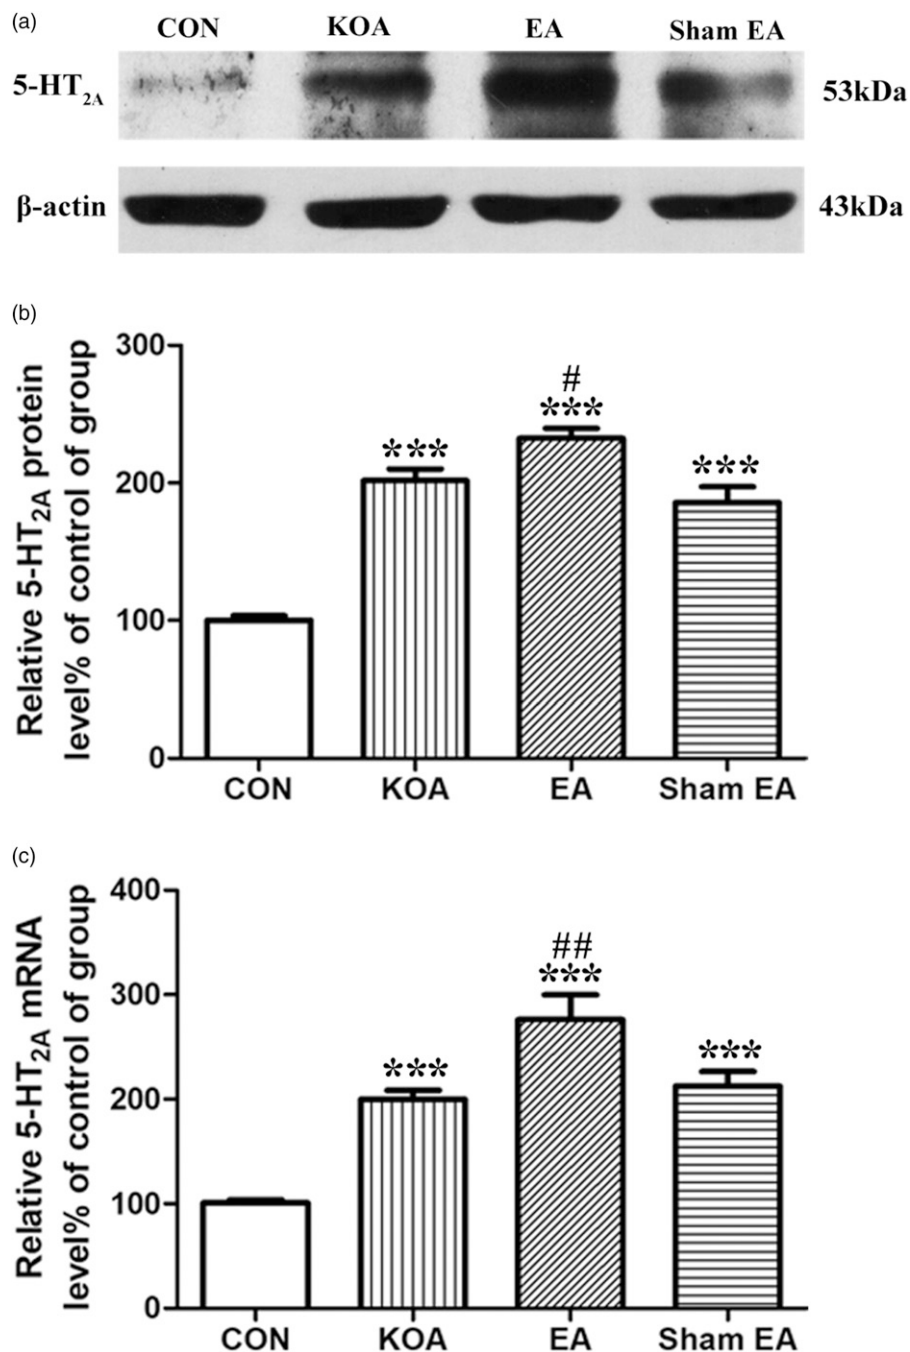 (a)
CON KOA EA Sham EA
5-HT2A 53kDa
β-actin 43kDa
(b)
Relative 5-HT2A protein
level% of control of group
300
200
100
0
***
#
***
***
CON KOA EA Sham EA
(c)
Relative 5-HT2A mRNA
level% of control of group
400
300
200
100
0
***
##
***
***
CON KOA EA Sham EA